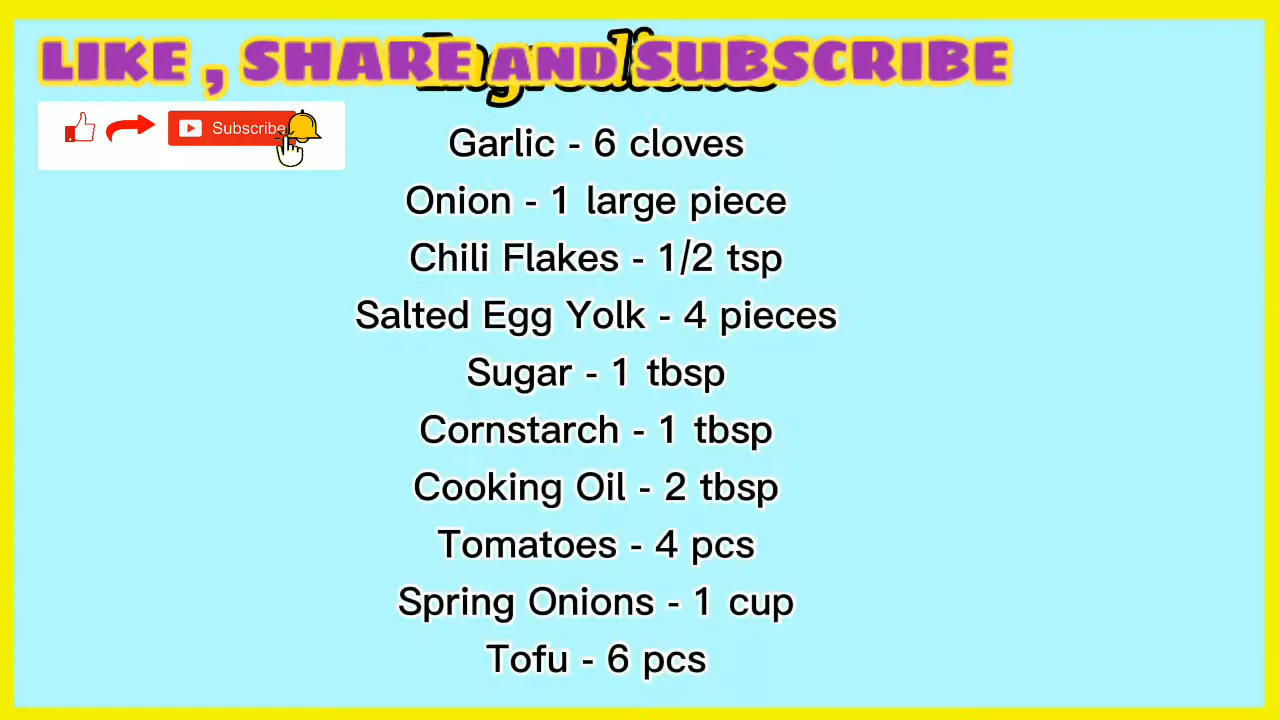 LIKE , SHARE AND SUBSCRIBE
Subscribe
Garlic - 6 cloves
Onion - 1 large piece
Chili Flakes - 1/2 tsp
Salted Egg Yolk - 4 pieces
Sugar - 1 tbsp
Cornstarch - 1 tbsp
Cooking Oil - 2 tbsp
Tomatoes - 4 pcs
Spring Onions - 1 cup
Tofu - 6 pcs